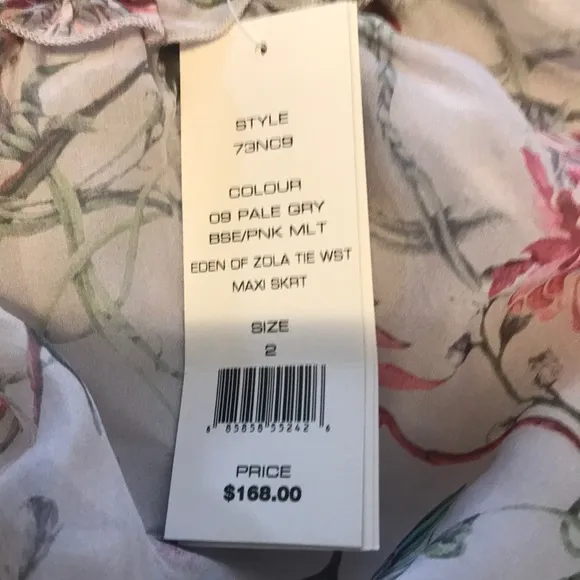 STYLE
73NC9
COLOUR
09 PALE GRY
BSE/PNK MLT
EDEN OF ZOLA TIE WST
MAXI SKRT
SIZE
2
6 85858 55242 6
PRICE
$168.00